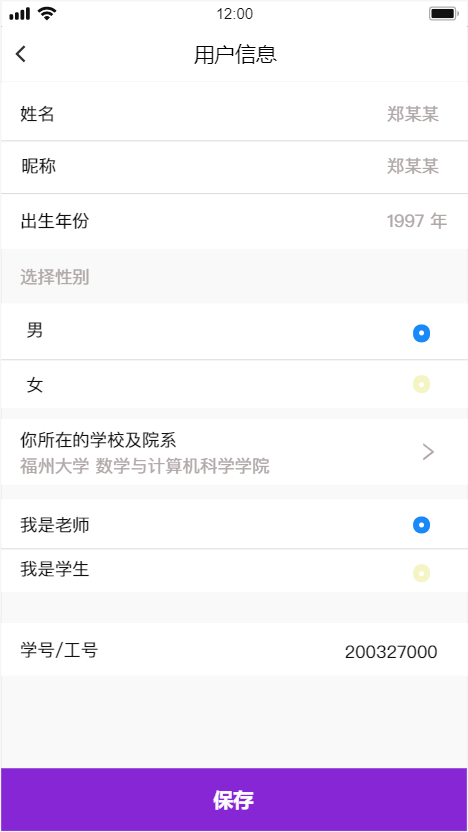 12:00
用户信息
姓名 郑某某
昵称 郑某某
出生年份 1997 年
选择性别
男
女
你所在的学校及院系
福州大学 数学与计算机科学学院
我是老师
我是学生
学号/工号 200327000
保存